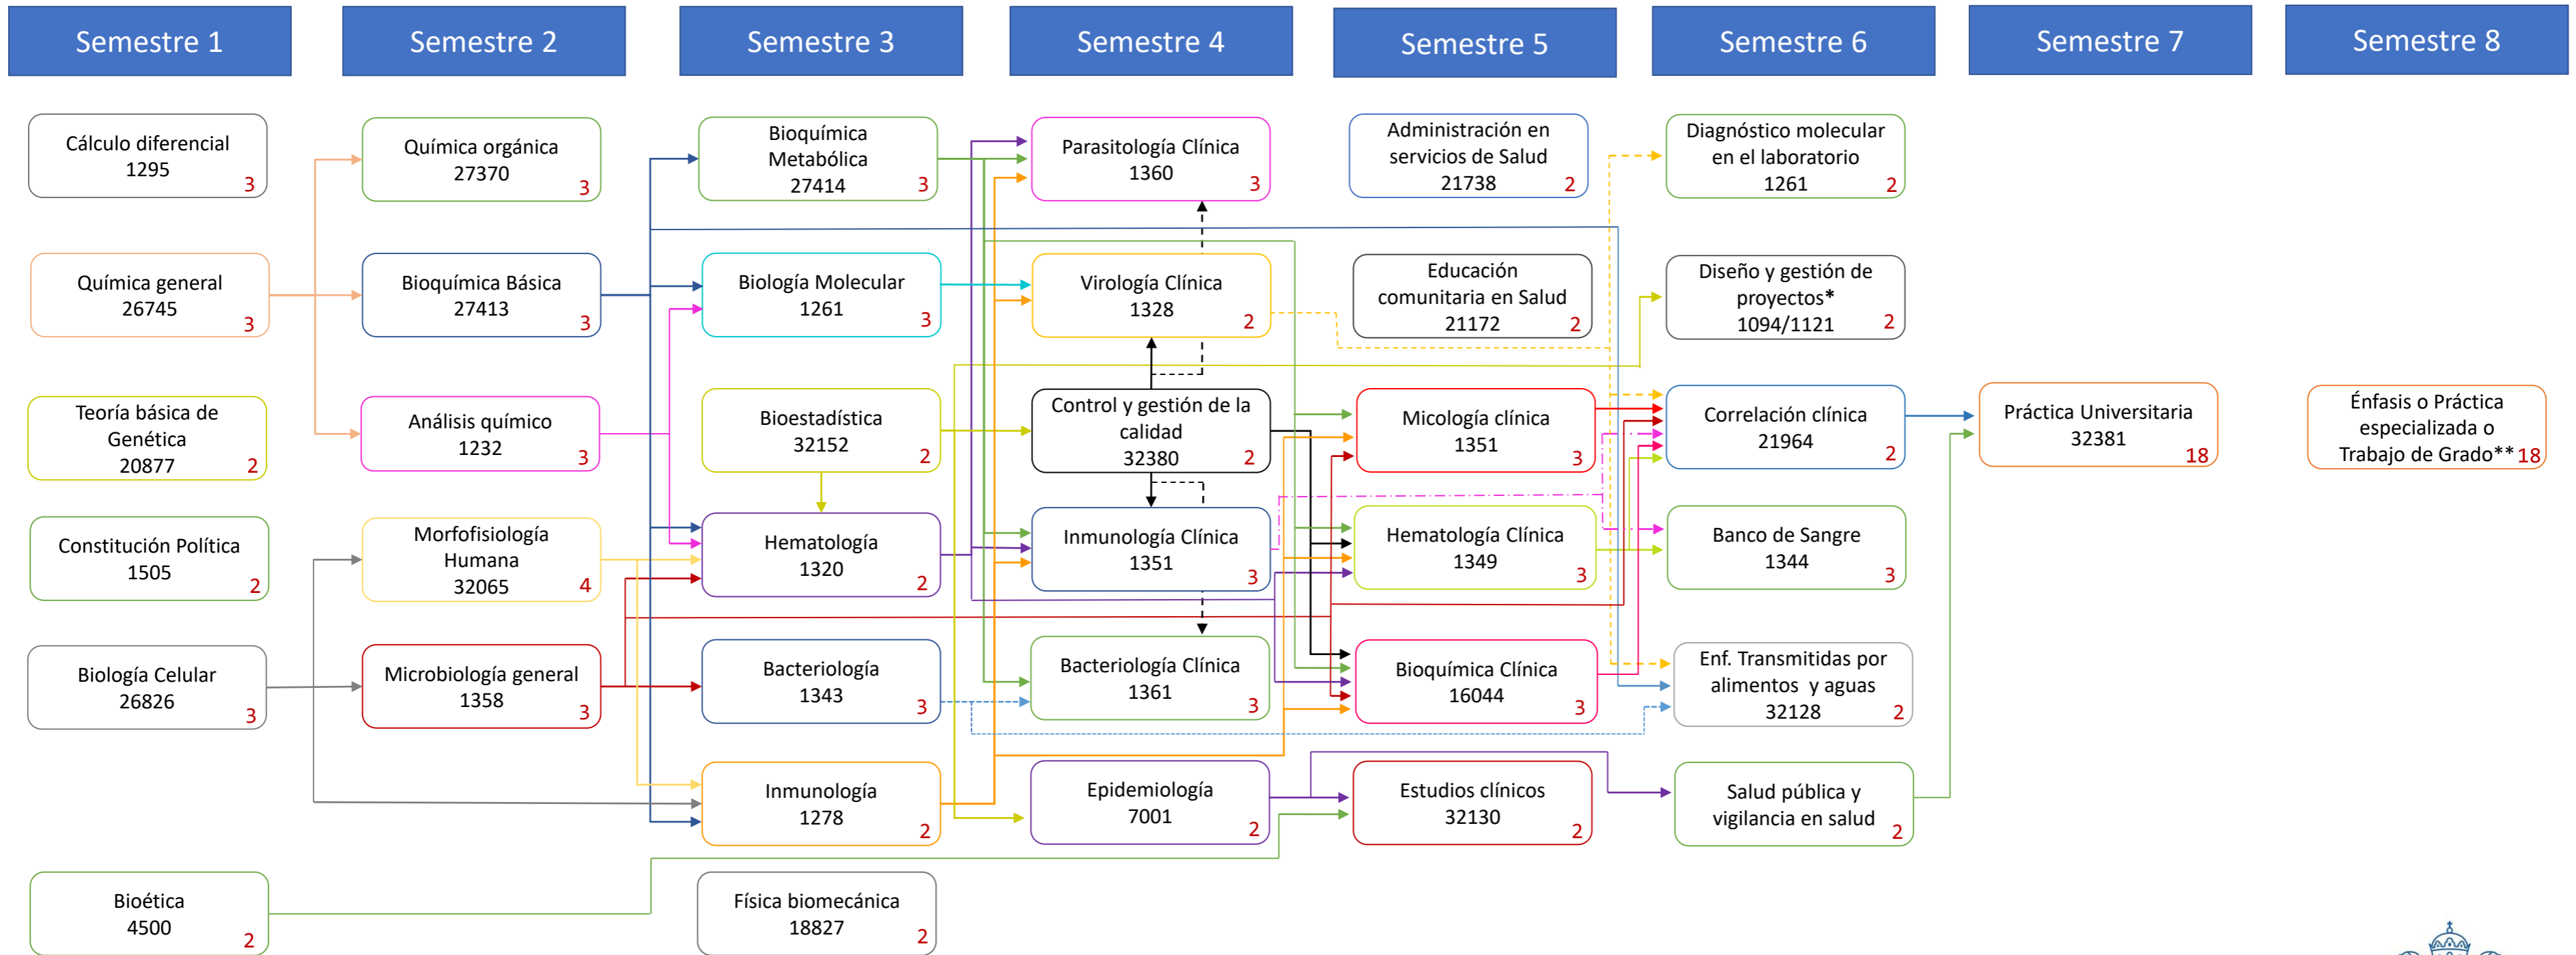 Semestre 1
Semestre 2
Semestre 3
Semestre 4
Semestre 5
Semestre 6
Semestre 7
Semestre 8
Cálculo diferencial
1295
3
Química general
26745
3
Teoría básica de
Genética
20877
2
Constitución Política
1505
2
Biología Celular
26826
3
Bioética
4500
2
Química orgánica
27370
3
Bioquímica Básica
27413
3
Análisis químico
1232
3
Morfofisiología
Humana
32065
4
Microbiología general
1358
3
Bioquímica
Metabólica
27414
3
Biología Molecular
1261
3
Bioestadística
32152
2
Hematología
1320
2
Bacteriología
1343
3
Inmunología
1278
2
Física biomecánica
18827
2
Parasitología Clínica
1360
3
Virología Clínica
1328
2
Control y gestión de la
calidad
32380
2
Inmunología Clínica
1351
3
Bacteriología Clínica
1361
3
Epidemiología
7001
2
Administración en
servicios de Salud
21738
2
Educación
comunitaria en Salud
21172
2
Micología clínica
1351
3
Hematología Clínica
1349
3
Bioquímica Clínica
16044
3
Estudios clínicos
32130
2
Diagnóstico molecular
en el laboratorio
1261
2
Diseño y gestión de
proyectos*
1094/1121
2
Correlación clínica
21964
2
Banco de Sangre
1344
3
Enf. Transmitidas por
alimentos y aguas
32128
2
Salud pública y
vigilancia en salud
2
Práctica Universitaria
32381
18
Énfasis o Práctica
especializada o
Trabajo de Grado** 18